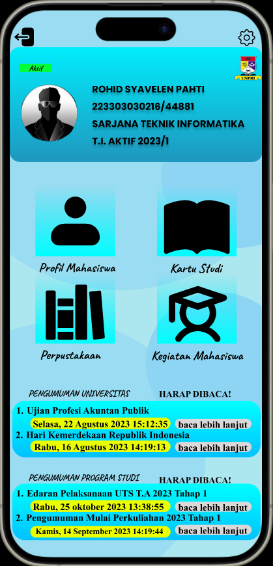 Aktif
ROHID SYAVELEN PAHTI
223303030216/44881
SARJANA TEKNIK INFORMATIKA
T.I. AKTIF 2023/1
UNPRI
Profil Mahasiswa
Kartu Studi
Perpustakaan
Kegiatan Mahasiswa
PENGUMUMAN UNIVERSITAS HARAP DIBACA!
1. Ujian Profesi Akuntan Publik
Selasa, 22 Agustus 2023 15:12:35 baca lebih lanjut
2. Hari Kemerdekaan Republik Indonesia
Rabu, 16 Agustus 2023 14:19:13 baca lebih lanjut
PENGUMUMAN PROGRAM STUDI HARAP DIBACA!
1. Edaran Pelaksanaan UTS T.A 2023 Tahap 1
Rabu, 25 oktober 2023 13:38:55 baca lebih lanjut
2. Pengumuman Mulai Perkuliahan 2023 Tahap 1
Kamis, 14 September 2023 14:19:44 baca lebih lanjut